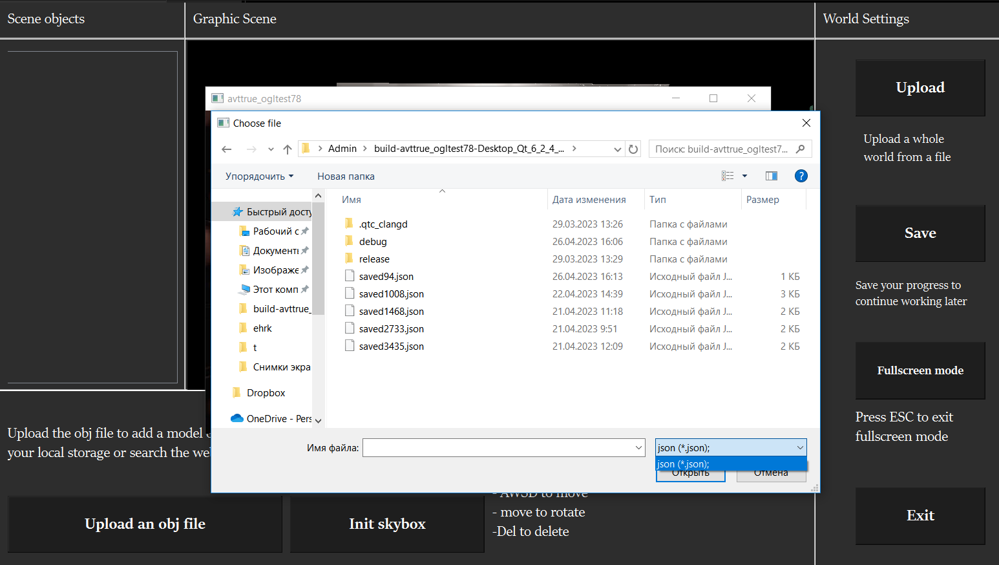 Scene objects
Graphic Scene
World Settings
avttrue_ogltest78
Choose file
Admin
build-avttrue_ogltest78-Desktop_Qt_6_2_4_...
Поиск: build-avttrue_ogltest7...
Упорядочить
Новая папка
?
Имя
Дата изменения
Тип
Размер
Быстрый досту
Рабочий с
Документы
Изображе
Этот комп
build-avttrue_
ehrk
t
Снимки экра
Dropbox
OneDrive - Pers
.qtc_clangd 29.03.2023 13:26 Папка с файлами
debug 26.04.2023 16:06 Папка с файлами
release 29.03.2023 13:29 Папка с файлами
saved94.json 26.04.2023 16:13 Исходный файл J... 1 КБ
saved1008.json 22.04.2023 14:39 Исходный файл J... 3 КБ
saved1468.json 21.04.2023 11:18 Исходный файл J... 2 КБ
saved2733.json 21.04.2023 9:51 Исходный файл J... 2 КБ
saved3435.json 21.04.2023 12:09 Исходный файл J... 2 КБ
Имя файла:
json (*.json);
json (*.json);
Открыть
Отмена
Upload
Upload a whole
world from a file
Save
Save your progress to
continue working later
Fullscreen mode
Press ESC to exit
fullscreen mode
Exit
Upload the obj file to add a model
your local storage or search the we
Upload an obj file
Init skybox
- AWSD to move
- move to rotate
-Del to delete